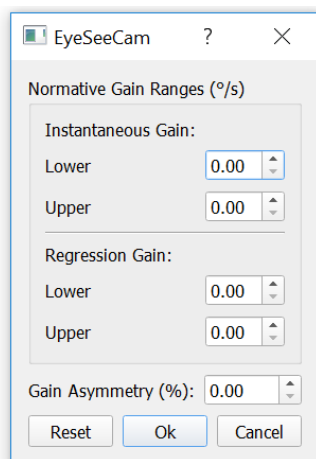 EyeSeeCam ?
Normative Gain Ranges (°/s)
Instantaneous Gain:
Lower 0.00
Upper 0.00
Regression Gain:
Lower 0.00
Upper 0.00
Gain Asymmetry (%): 0.00
Reset Ok Cancel